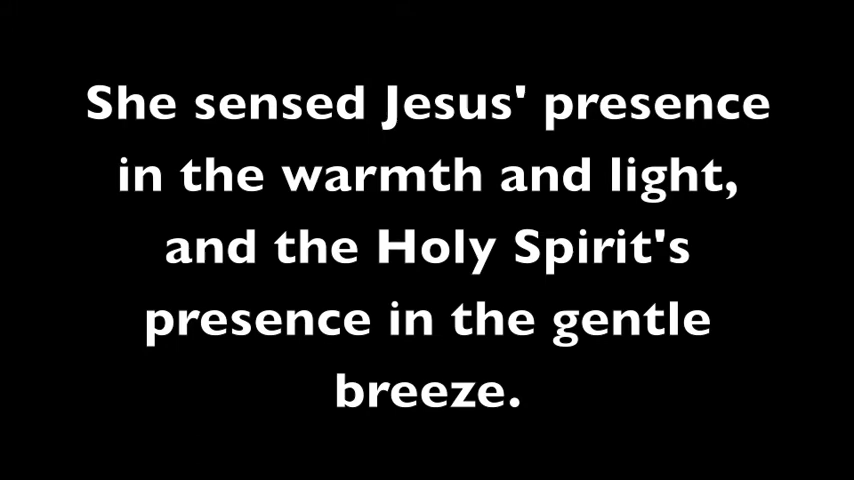 She sensed Jesus' presence
in the warmth and light,
and the Holy Spirit's
presence in the gentle
breeze.